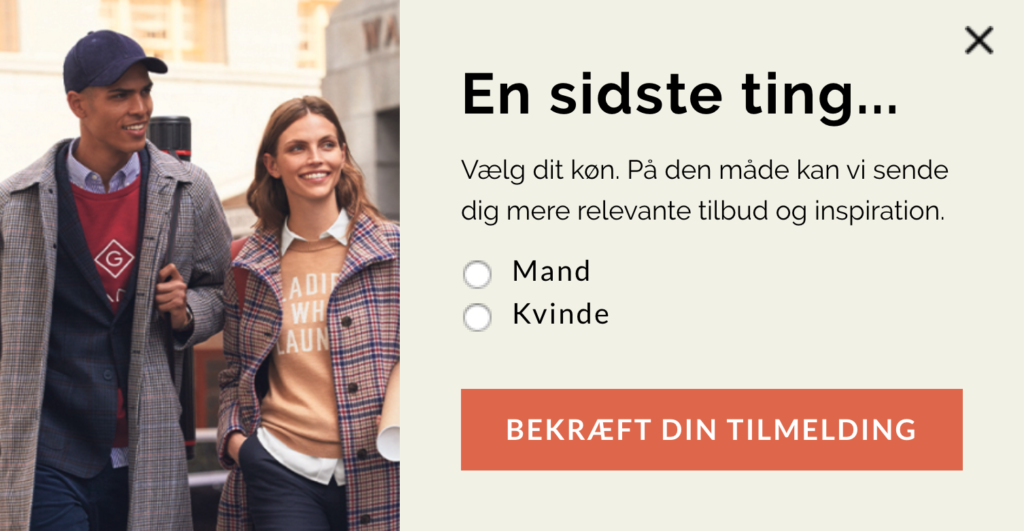 En sidste ting...
Vælg dit køn. På den måde kan vi sende
dig mere relevante tilbud og inspiration.
Mand
Kvinde
BEKRÆFT DIN TILMELDING
G
WH